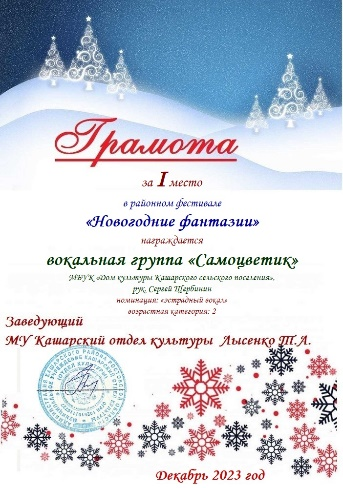 Грамота
за I место
в районном фестивале
«Новогодние фантазии»
награждается
вокальная группа «Самоцветик»
МБУК «Дом культуры Кашарского сельского поселения»,
рук. Сергей Щербинин
номинация: «эстрадный вокал»
возрастная категория: 2
Заведующий
МУ Кашарский отдел культуры Лысенко Т.А.
Декабрь 2023 год